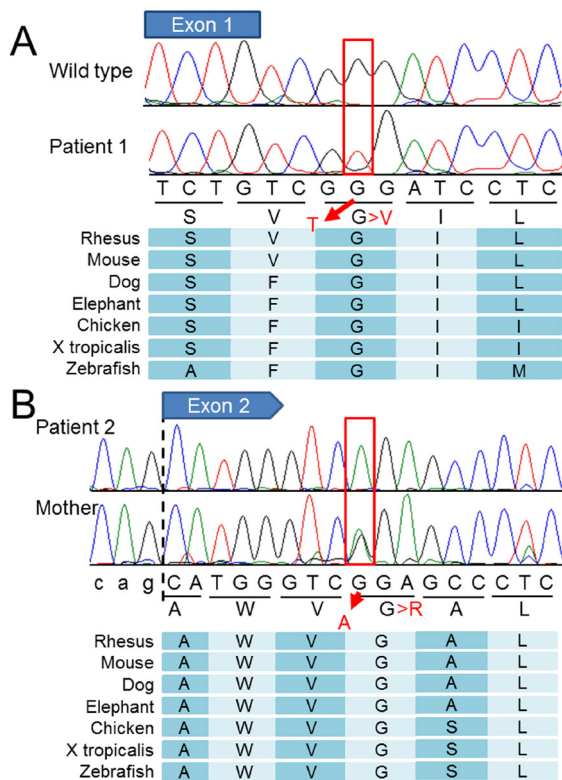 A
Exon 1
Wild type
Patient 1
T C T G T C G G G A T C C T C
S V G>V I L
T
Rhesus S V G I L
Mouse S V G I L
Dog S F G I L
Elephant S F G I L
Chicken S F G I I
X tropicalis S F G I I
Zebrafish A F G I M
B
Exon 2
Patient 2
Mother
c a g C A T G G G T C G G A G C C C T C
A W V G>R A L
A
Rhesus A W V G A L
Mouse A W V G A L
Dog A W V G A L
Elephant A W V G A L
Chicken A W V G S L
X tropicalis A W V G S L
Zebrafish A W V G S L